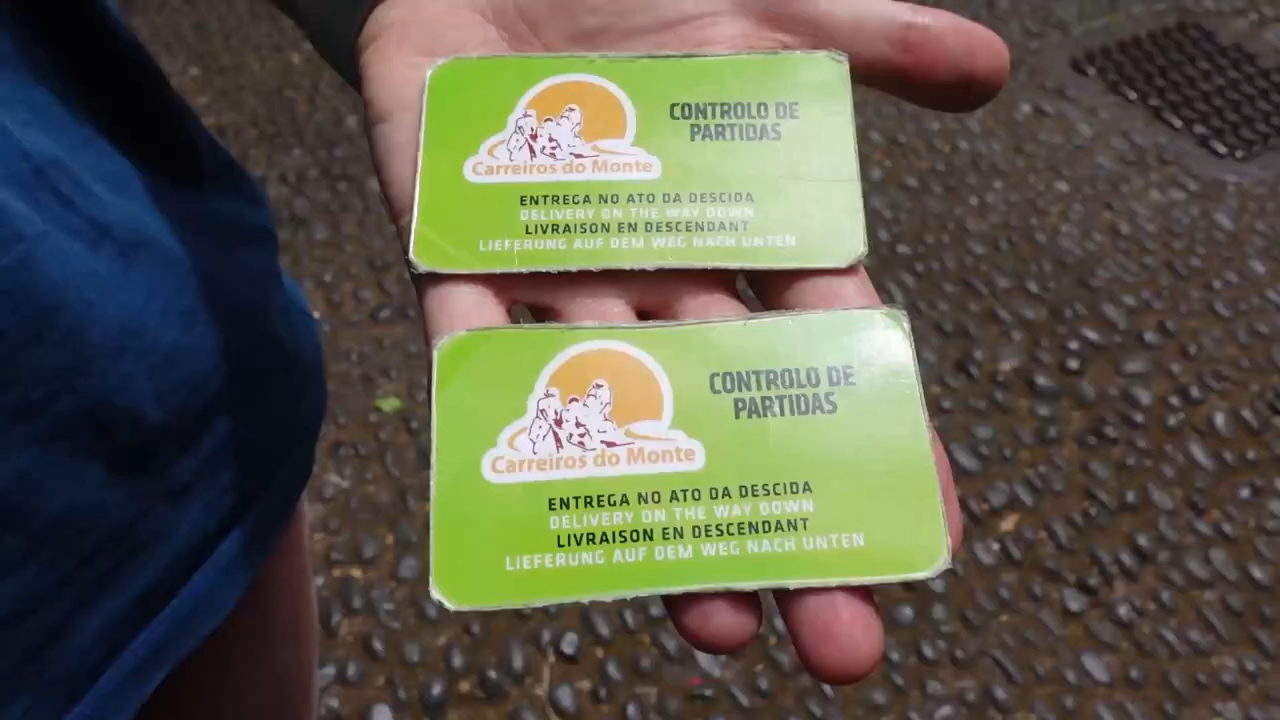 CONTROLO DE
PARTIDAS
Carreiros do Monte
ENTREGA NO ATO DA DESCIDA
DELIVERY ON THE WAY DOWN
LIVRAISON EN DESCENDANT
LIEFERUNG AUF DEM WEG NACH UNTEN
CONTROLO DE
PARTIDAS
Carreiros do Monte
ENTREGA NO ATO DA DESCIDA
DELIVERY ON THE WAY DOWN
LIVRAISON EN DESCENDANT
LIEFERUNG AUF DEM WEG NACH UNTEN